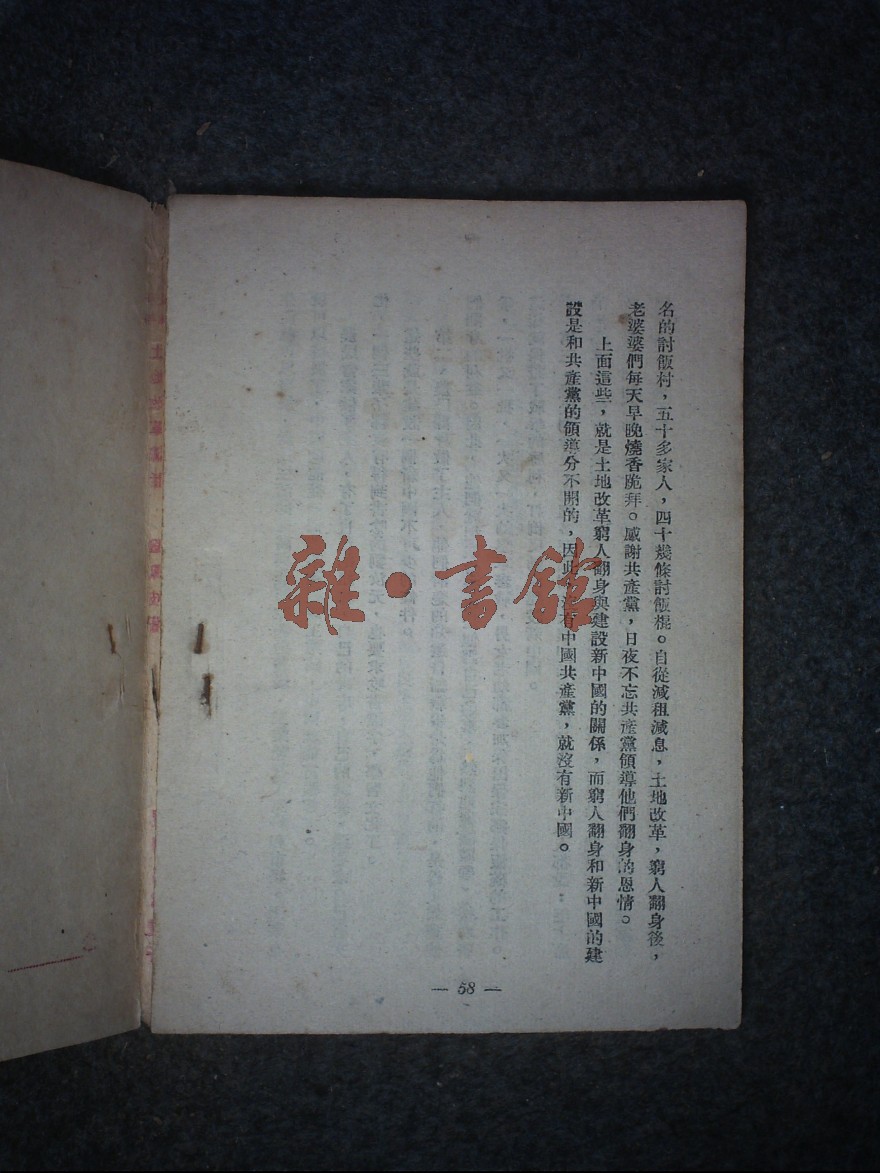 名的討飯村，五十多家人，四十幾條討飯棍。自從減租減息，土地改革，窮人翻身後，
老婆婆們每天早晚燒香跪拜。感謝共產黨，日夜不忘共產黨領導他們翻身的恩情。
上面這些，就是土地改革窮人翻身與建設新中國的關係，而窮人翻身和新中國的建
設是和共產黨的領導分不開的，因此有中國共產黨，就沒有新中國。
雜·書館
— 58 —